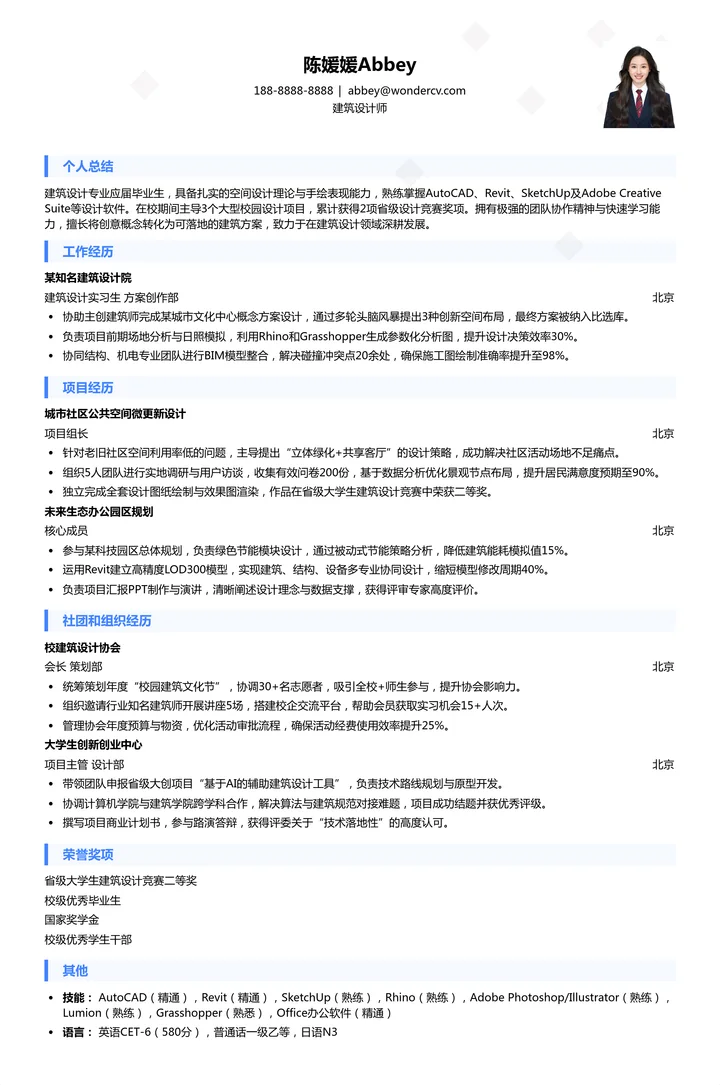 陈媛媛Abbey
188-8888-8888 | abbey@wondercv.com
建筑设计师
个人总结
建筑设计专业应届毕业生，具备扎实的空间设计理论与手绘表现能力，熟练掌握AutoCAD、Revit、SketchUp及Adobe Creative
Suite等设计软件。在校期间主导3个大型校园设计项目，累计获得2项省级设计竞赛奖项。拥有极强的团队协作精神与快速学习能
力，擅长将创意概念转化为可落地的建筑方案，致力于在建筑设计领域深耕发展。
工作经历
某知名建筑设计院
建筑设计实习生 方案创作部 北京
• 协助主创建筑师完成某城市文化中心概念方案设计，通过多轮头脑风暴提出3种创新空间布局，最终方案被纳入比选库。
• 负责项目前期场地分析与日照模拟，利用Rhino和Grasshopper生成参数化分析图，提升设计决策效率30%。
• 协同结构、机电专业团队进行BIM模型整合，解决碰撞冲突点20余处，确保施工图绘制准确率提升至98%。
项目经历
城市社区公共空间微更新设计
项目组长 北京
• 针对老旧社区空间利用率低的问题，主导提出“立体绿化+共享客厅”的设计策略，成功解决社区活动场地不足痛点。
• 组织5人团队进行实地调研与用户访谈，收集有效问卷200份，基于数据分析优化景观节点布局，提升居民满意度预期至90%。
• 独立完成全套设计图纸绘制与效果图渲染，作品在省级大学生建筑设计竞赛中荣获二等奖。
未来生态办公园区规划
核心成员 北京
• 参与某科技园区总体规划，负责绿色节能模块设计，通过被动式节能策略分析，降低建筑能耗模拟值15%。
• 运用Revit建立高精度LOD300模型，实现建筑、结构、设备多专业协同设计，缩短模型修改周期40%。
• 负责项目汇报PPT制作与演讲，清晰阐述设计理念与数据支撑，获得评审专家高度评价。
社团和组织经历
校建筑设计协会
会长 策划部 北京
• 统筹策划年度“校园建筑文化节”，协调30+名志愿者，吸引全校+师生参与，提升协会影响力。
• 组织邀请行业知名建筑师开展讲座5场，搭建校企交流平台，帮助会员获取实习机会15+人次。
• 管理协会年度预算与物资，优化活动审批流程，确保活动经费使用效率提升25%。
大学生创新创业中心
项目主管 设计部 北京
• 带领团队申报省级大创项目“基于AI的辅助建筑设计工具”，负责技术路线规划与原型开发。
• 协调计算机学院与建筑学院跨学科合作，解决算法与建筑规范对接难题，项目成功结题并获优秀评级。
• 撰写项目商业计划书，参与路演答辩，获得评委关于“技术落地性”的高度认可。
荣誉奖项
省级大学生建筑设计竞赛二等奖
校级优秀毕业生
国家奖学金
校级优秀学生干部
其他
• 技能： AutoCAD（精通），Revit（精通），SketchUp（熟练），Rhino（熟练），Adobe Photoshop/Illustrator（熟练），
Lumion（熟练），Grasshopper（熟悉），Office办公软件（精通）
• 语言： 英语CET-6（580分），普通话一级乙等，日语N3